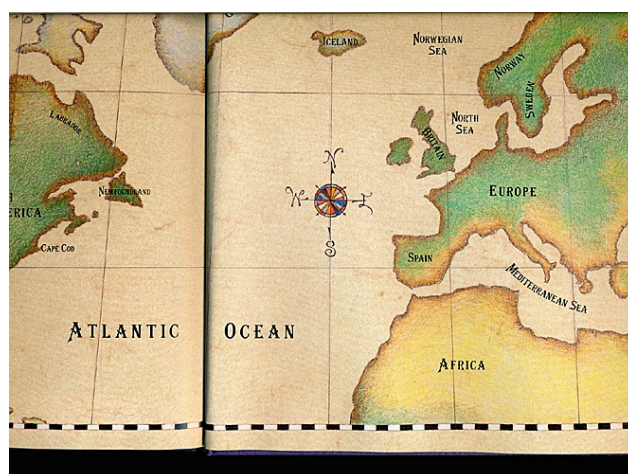 Iceland
Norwegian
Sea
Norway
Sweden
Labrador
North
Sea
Britain
Newfoundland
N
W
E
S
Europe
erica
Cape Cod
Spain
Mediterranean Sea
Atlantic Ocean
Africa